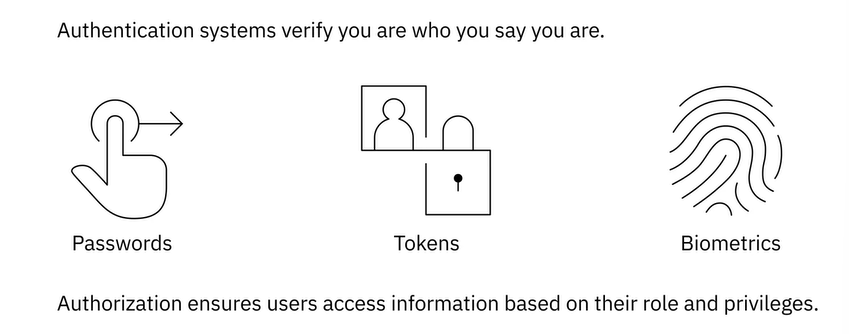 Authentication systems verify you are who you say you are.
Passwords
Tokens
Biometrics
Authorization ensures users access information based on their role and privileges.